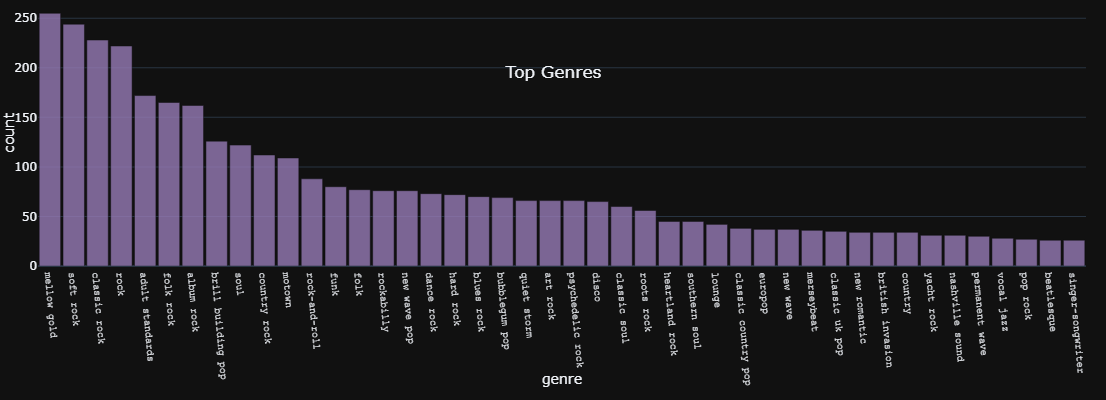 Top Genres
count
250
200
150
100
50
0
mellow gold
soft rock
classic rock
rock
adult standards
folk rock
album rock
brill building pop
soul
country rock
motown
rock-and-roll
funk
folk
rockabilly
new wave pop
dance rock
hard rock
blues rock
bubblegum pop
quiet storm
art rock
psychedelic rock
disco
classic soul
roots rock
heartland rock
southern soul
lounge
classic country pop
europop
new wave
merseybeat
classic uk pop
new romantic
british invasion
country
yacht rock
nashville sound
permanent wave
vocal jazz
pop rock
beatlesque
singer-songwriter
genre